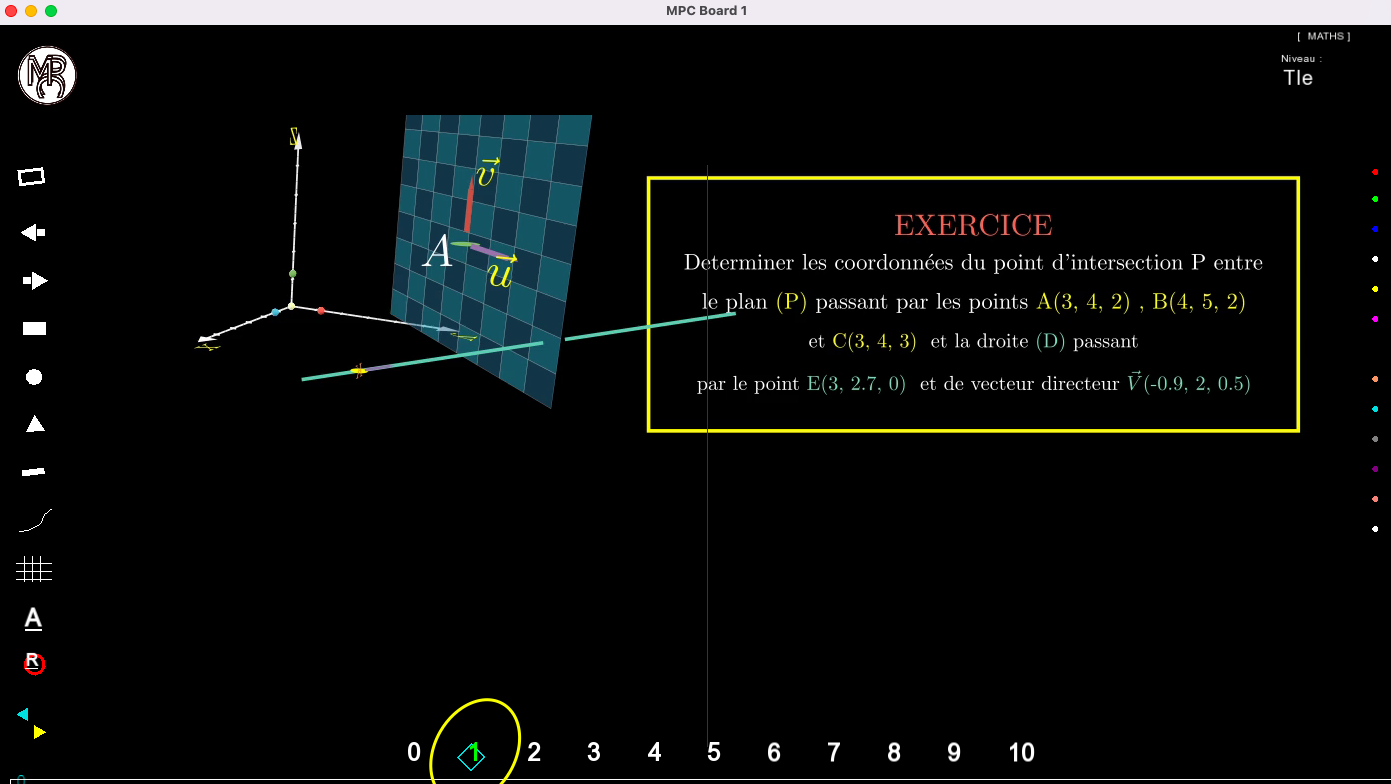 MPC Board 1
[ MATHS ]
Niveau :
Tle
EXERCICE
Determiner les coordonnées du point d'intersection P entre
le plan (P) passant par les points A(3, 4, 2) , B(4, 5, 2)
et C(3, 4, 3) et la droite (D) passant
par le point E(3, 2.7, 0) et de vecteur directeur V⃗(-0.9, 2, 0.5)
v⃗
A
u⃗
A
R
0 1 2 3 4 5 6 7 8 9 10